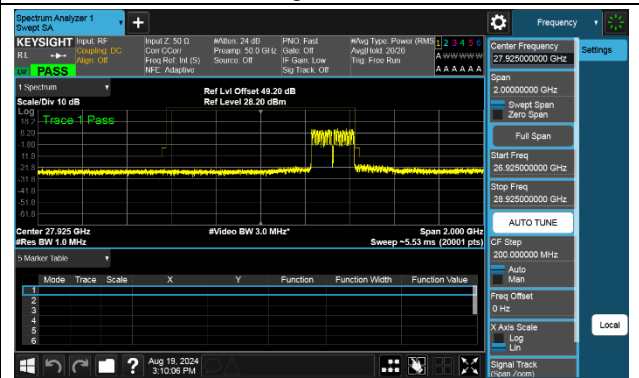 Spectrum Analyzer 1
Swept SA
Frequency
KEYSIGHT
RL
PASS
Input: RF
Coupling: DC
Align: Off
Input Z: 50 Ω
Corr CCorr
Freq Ref: Int (S)
NFE: Adaptive
#Atten: 24 dB
Preamp: 50.0 GHz
Source: Off
PNO: Fast
Gate: Off
IF Gain: Low
Sig Track: Off
#Avg Type: Power (RMS)
Avg|Hold: 20/20
Trig: Free Run
1 2 3 4 5 6
A W W W W W
A A A A A A
1 Spectrum
Scale/Div 10 dB
Ref Lvl Offset 49.20 dB
Ref Level 28.20 dBm
Log
Trace 1 Pass
18.2
8.20
-1.80
-11.8
-21.8
-31.8
-41.8
-51.8
-61.8
Center 27.925 GHz
#Res BW 1.0 MHz
#Video BW 3.0 MHz*
Span 2.000 GHz
Sweep ~5.53 ms (20001 pts)
5 Marker Table
Mode Trace Scale X Y Function Function Width Function Value
1
2
3
4
5
6
Aug 19, 2024
3:10:06 PM
Center Frequency
27.925000000 GHz
Span
2.00000000 GHz
Swept Span
Zero Span
Full Span
Start Freq
26.925000000 GHz
Stop Freq
28.925000000 GHz
AUTO TUNE
CF Step
200.000000 MHz
Auto
Man
Freq Offset
0 Hz
X Axis Scale
Log
Lin
Signal Track
(Span Zoom)
Settings
Local